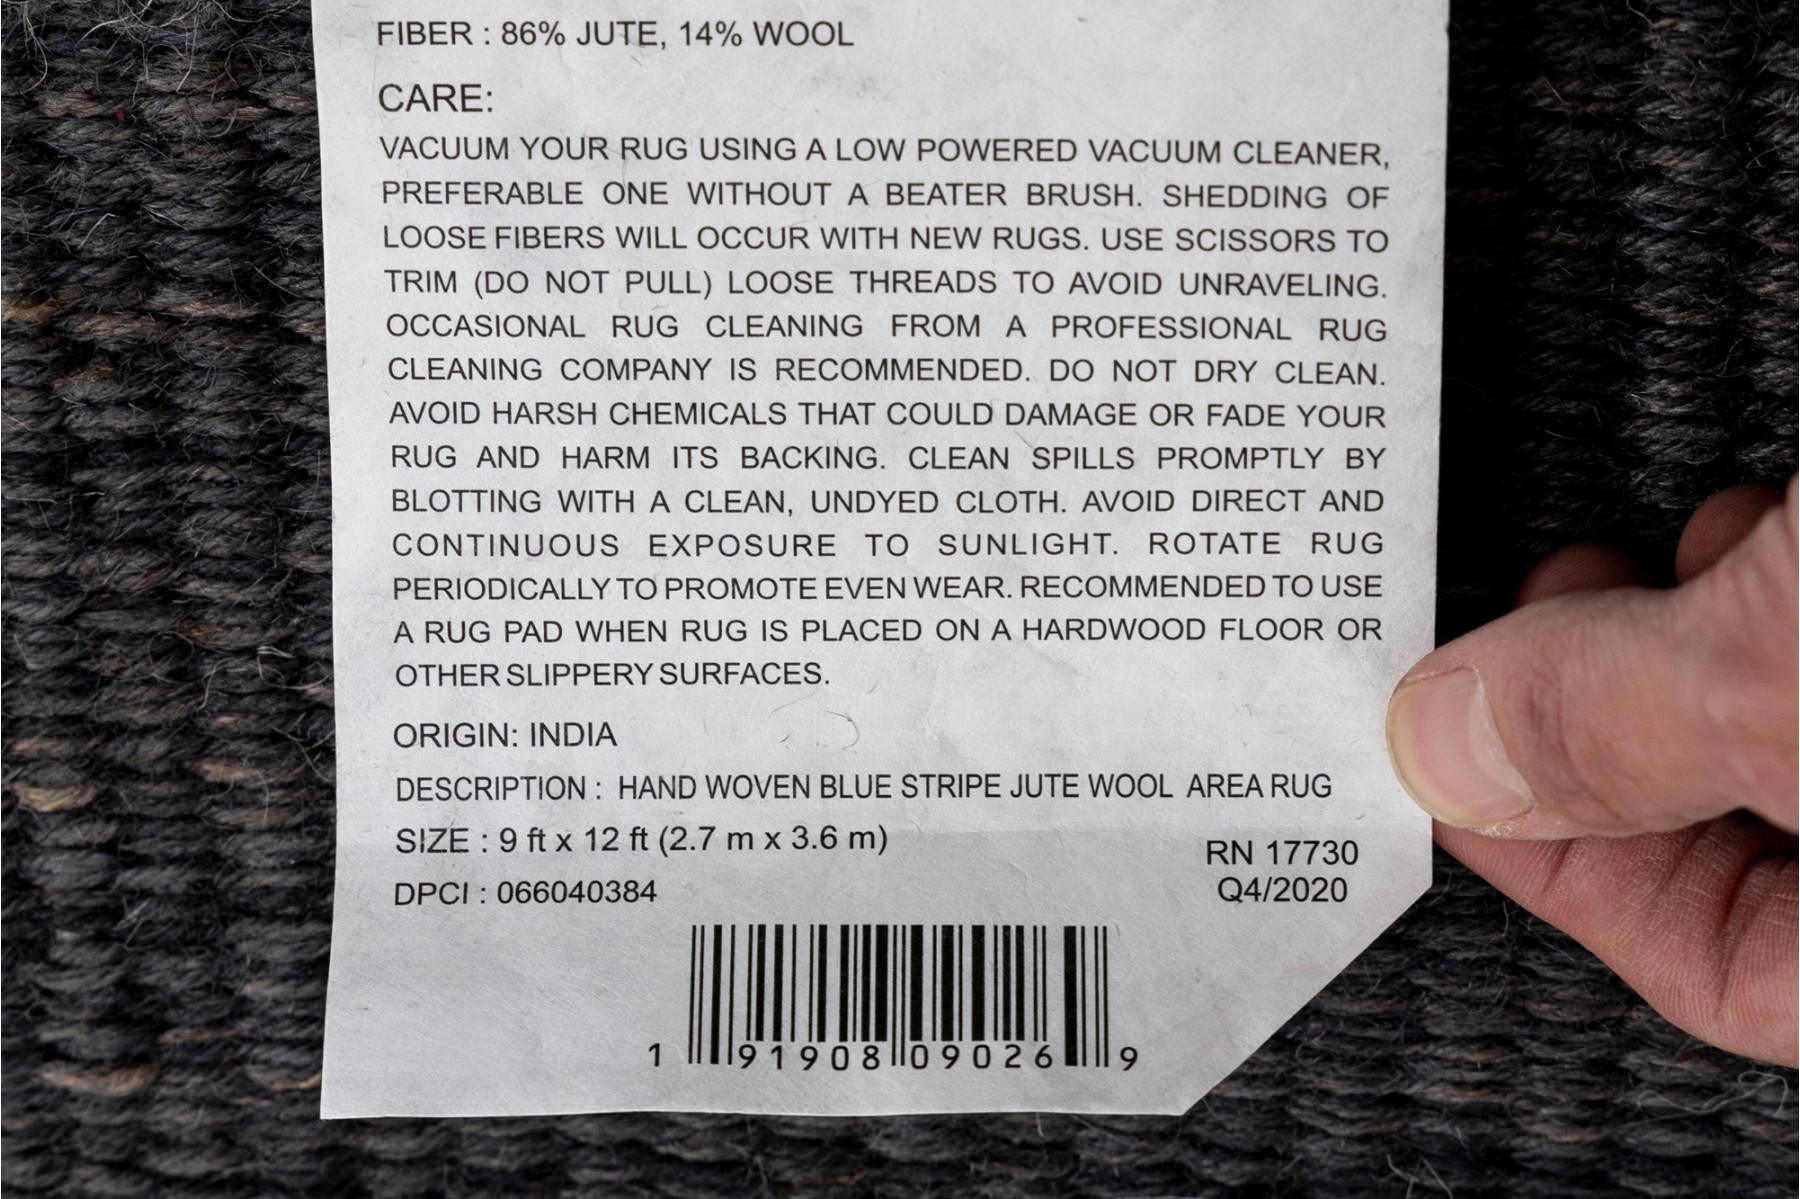 FIBER : 86% JUTE, 14% WOOL
CARE:
VACUUM YOUR RUG USING A LOW POWERED VACUUM CLEANER,
PREFERABLE ONE WITHOUT A BEATER BRUSH. SHEDDING OF
LOOSE FIBERS WILL OCCUR WITH NEW RUGS. USE SCISSORS TO
TRIM (DO NOT PULL) LOOSE THREADS TO AVOID UNRAVELING.
OCCASIONAL RUG CLEANING FROM A PROFESSIONAL RUG
CLEANING COMPANY IS RECOMMENDED. DO NOT DRY CLEAN.
AVOID HARSH CHEMICALS THAT COULD DAMAGE OR FADE YOUR
RUG AND HARM ITS BACKING. CLEAN SPILLS PROMPTLY BY
BLOTTING WITH A CLEAN, UNDYED CLOTH. AVOID DIRECT AND
CONTINUOUS EXPOSURE TO SUNLIGHT. ROTATE RUG
PERIODICALLY TO PROMOTE EVEN WEAR. RECOMMENDED TO USE
A RUG PAD WHEN RUG IS PLACED ON A HARDWOOD FLOOR OR
OTHER SLIPPERY SURFACES.
ORIGIN: INDIA
DESCRIPTION : HAND WOVEN BLUE STRIPE JUTE WOOL AREA RUG
SIZE : 9 ft x 12 ft (2.7 m x 3.6 m)
RN 17730
DPCI : 066040384
Q4/2020
1 91908 09026 9